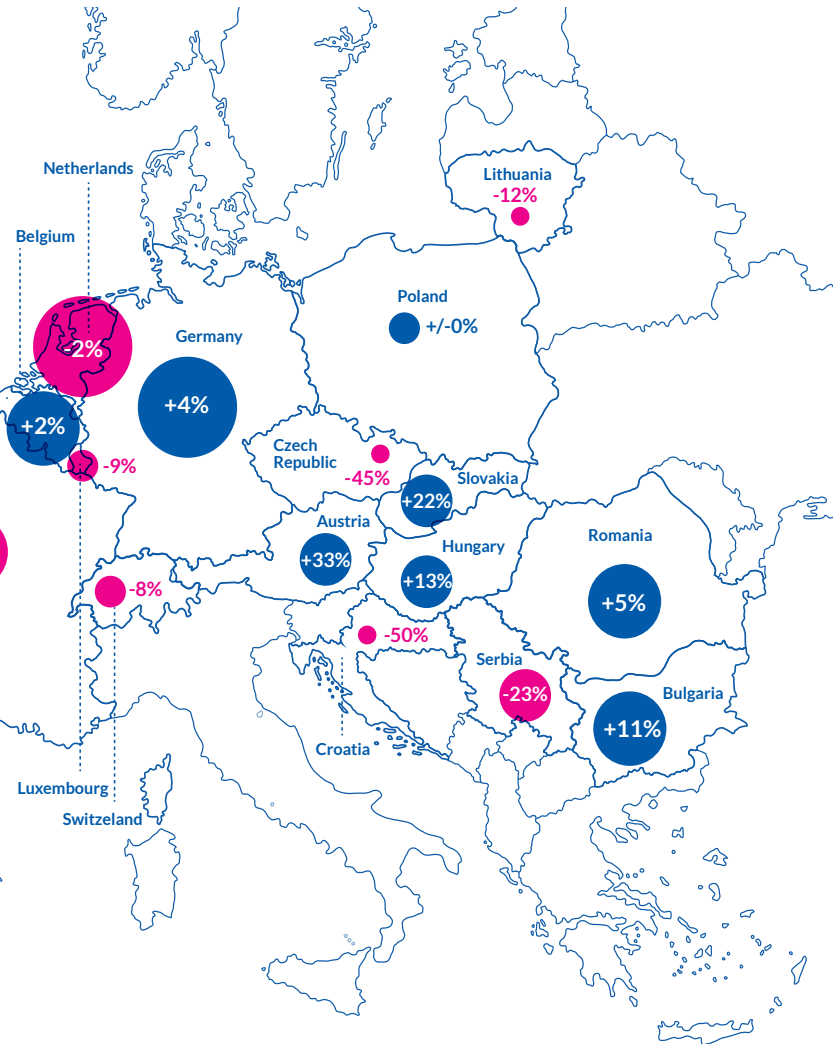 Netherlands
Lithuania
-12%
Belgium
Poland
+/-0%
Germany
-2%
+4%
+2%
Czech
Republic
-9%
-45%
Slovakia
+22%
Austria
Hungary
Romania
+33%
+13%
-8%
+5%
-50%
Serbia
-23%
Bulgaria
+11%
Croatia
Luxembourg
Switzeland